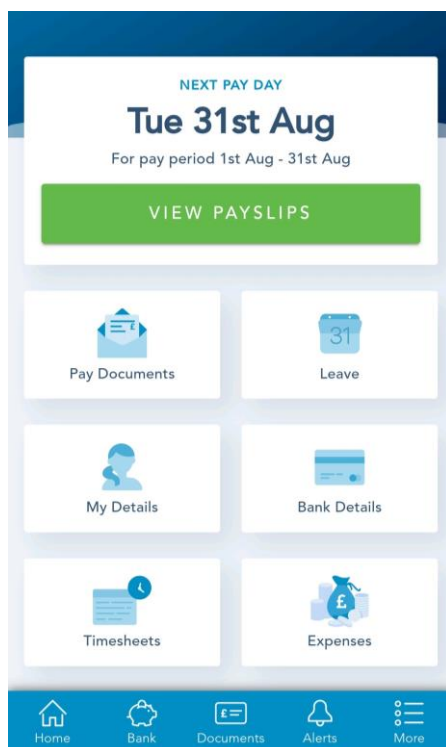 NEXT PAY DAY
Tue 31st Aug
For pay period 1st Aug - 31st Aug
VIEW PAYSLIPS
£
31
Pay Documents
Leave
My Details
Bank Details
£
Timesheets
Expenses
£
Home
Bank
Documents
Alerts
More